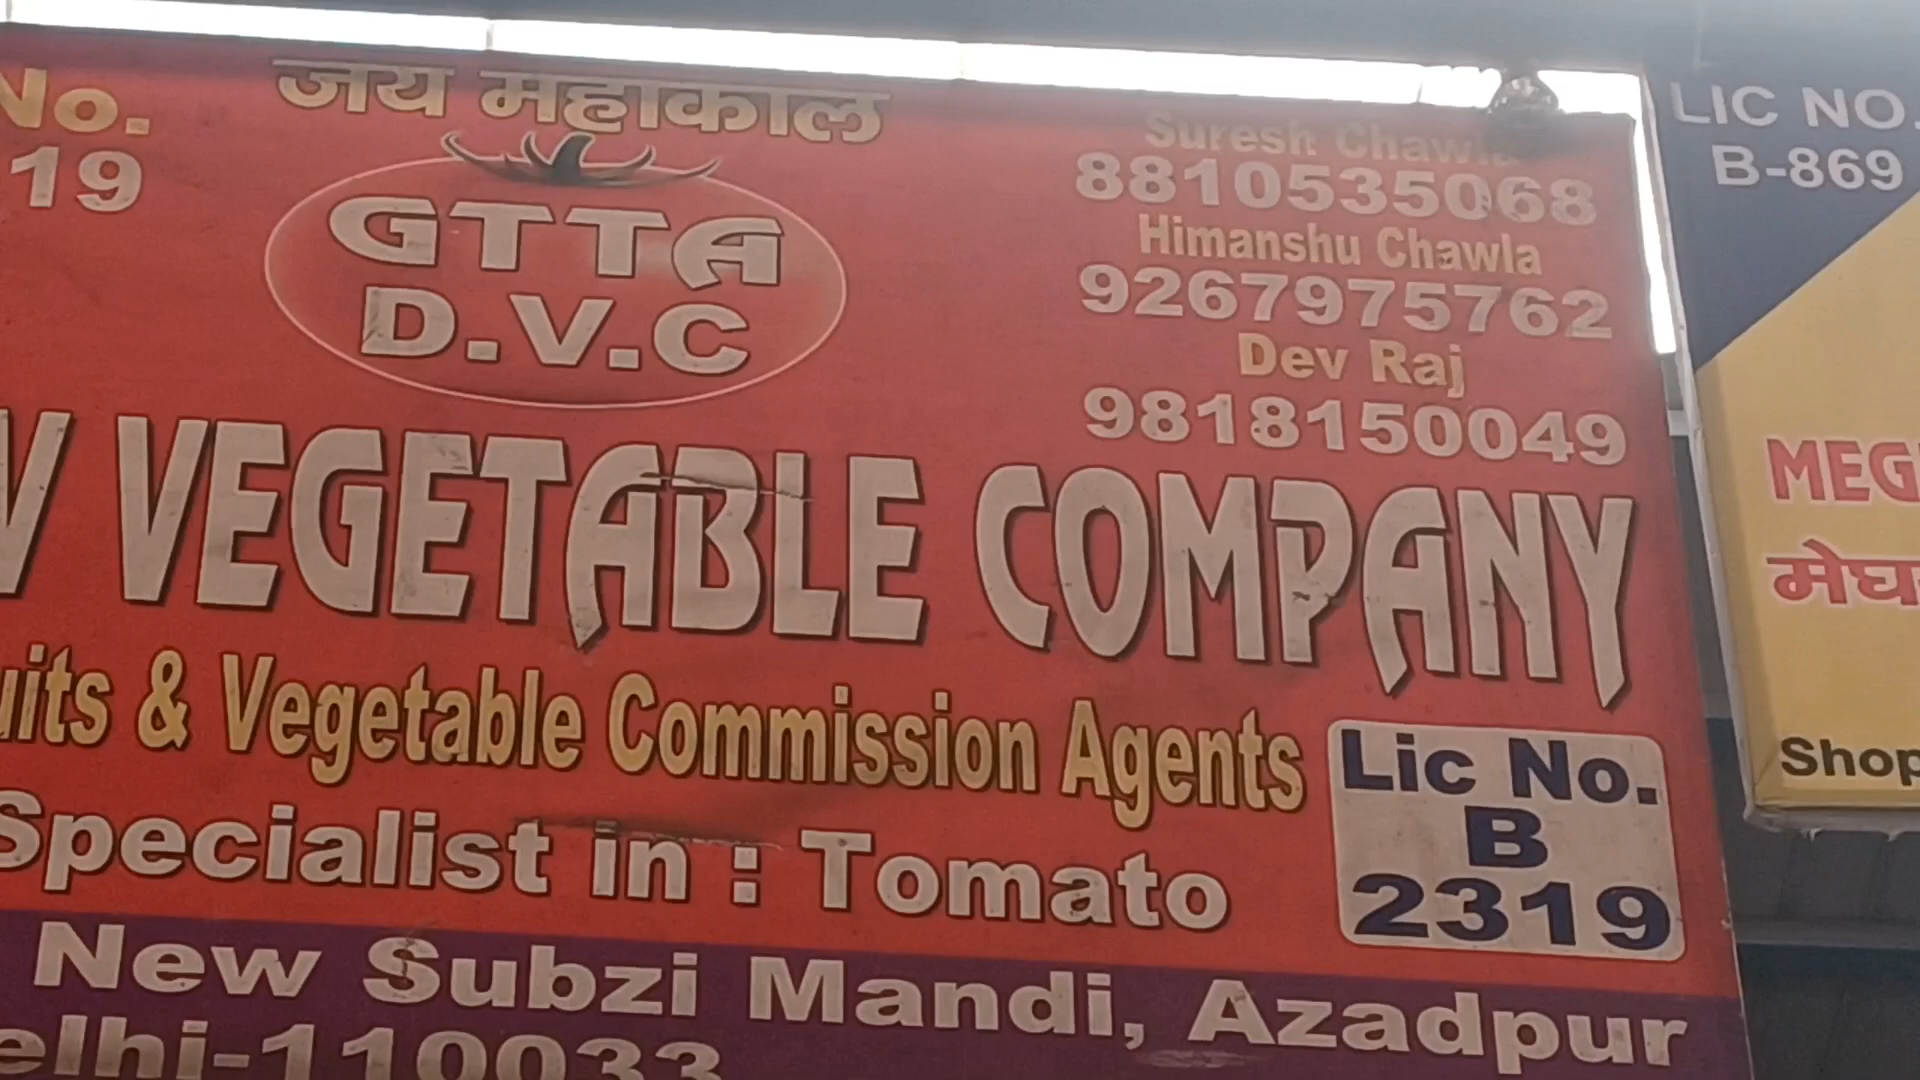 No.
19
जय महाकाल
GTTA
D.V.C
Suresh Chawla
8810535068
Himanshu Chawla
9267975762
Dev Raj
9818150049
VEGETABLE COMPANY
& Vegetable Commission Agents
Specialist in : Tomato
Lic No.
B
2319
New Subzi Mandi, Azadpur
elhi-110033
LIC NO.
B-869
MEG
मेघ
Shop